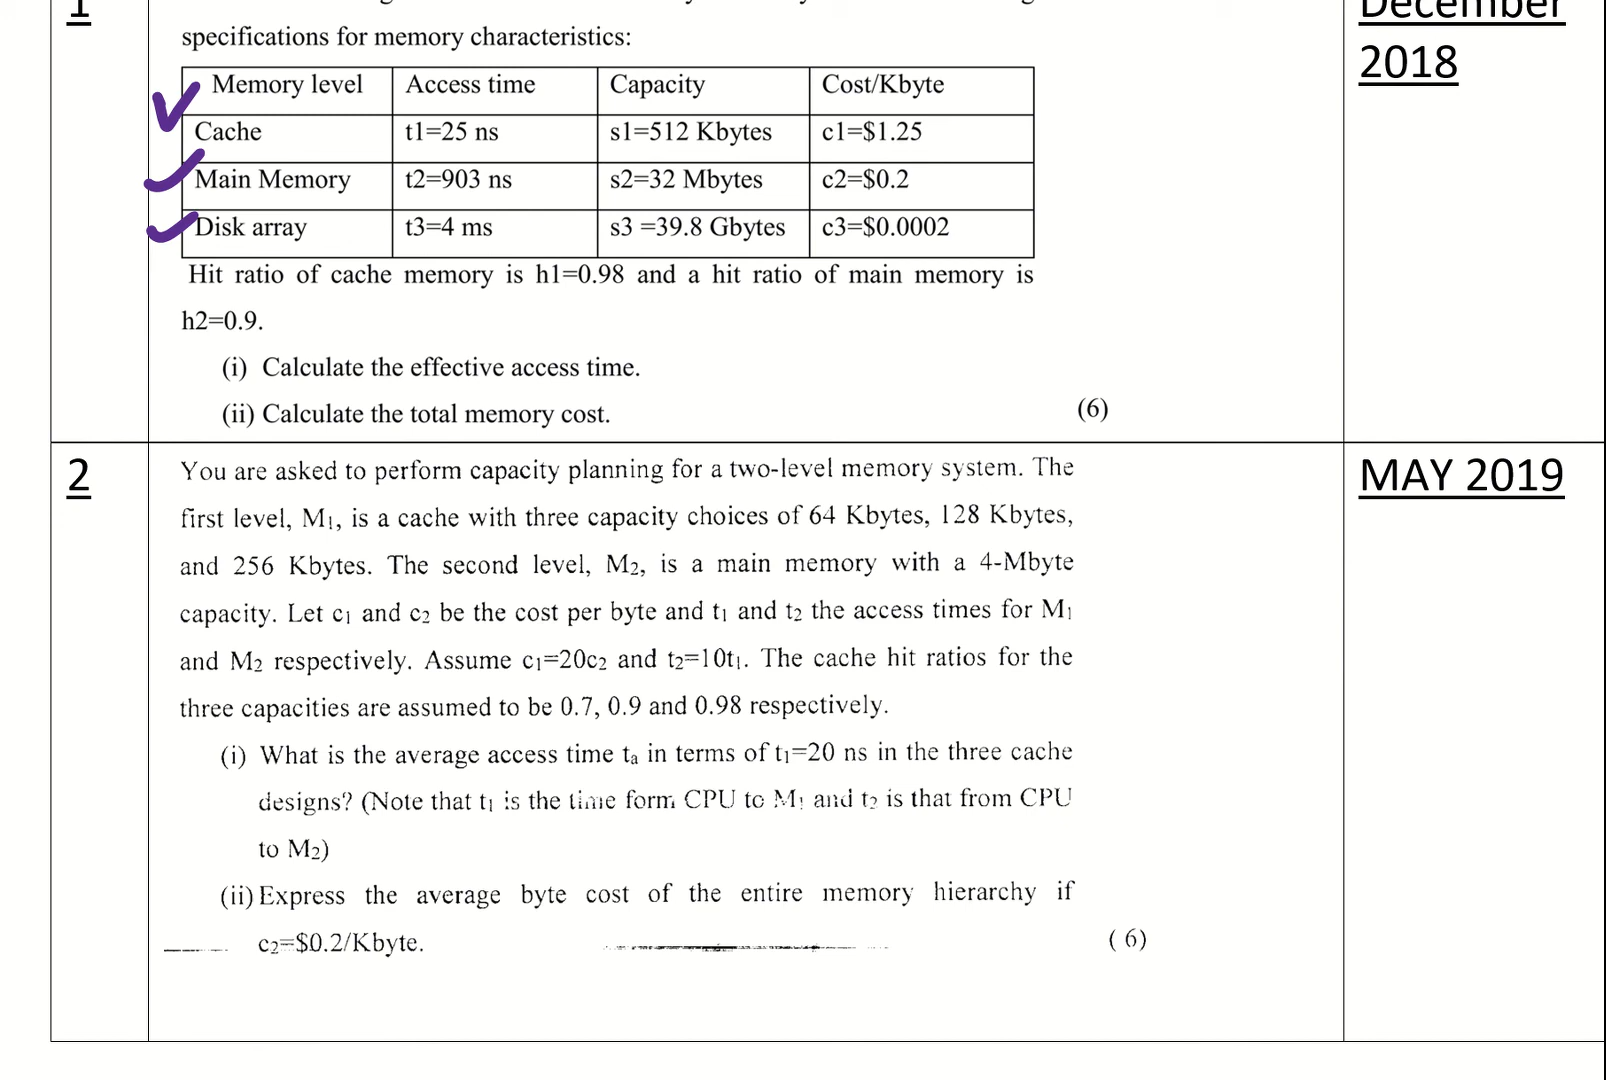 1
December
specifications for memory characteristics:
2018
Memory level Access time Capacity Cost/Kbyte
Cache t1=25 ns s1=512 Kbytes c1=$1.25
Main Memory t2=903 ns s2=32 Mbytes c2=$0.2
Disk array t3=4 ms s3 =39.8 Gbytes c3=$0.0002
Hit ratio of cache memory is h1=0.98 and a hit ratio of main memory is
h2=0.9.
(i) Calculate the effective access time.
(ii) Calculate the total memory cost. (6)
2 You are asked to perform capacity planning for a two-level memory system. The MAY 2019
first level, M1, is a cache with three capacity choices of 64 Kbytes, 128 Kbytes,
and 256 Kbytes. The second level, M2, is a main memory with a 4-Mbyte
capacity. Let c1 and c2 be the cost per byte and t1 and t2 the access times for M1
and M2 respectively. Assume c1=20c2 and t2=10t1. The cache hit ratios for the
three capacities are assumed to be 0.7, 0.9 and 0.98 respectively.
(i) What is the average access time ta in terms of t1=20 ns in the three cache
designs? (Note that t1 is the time form CPU to M1 and t2 is that from CPU
to M2)
(ii) Express the average byte cost of the entire memory hierarchy if
c2=$0.2/Kbyte. ( 6)